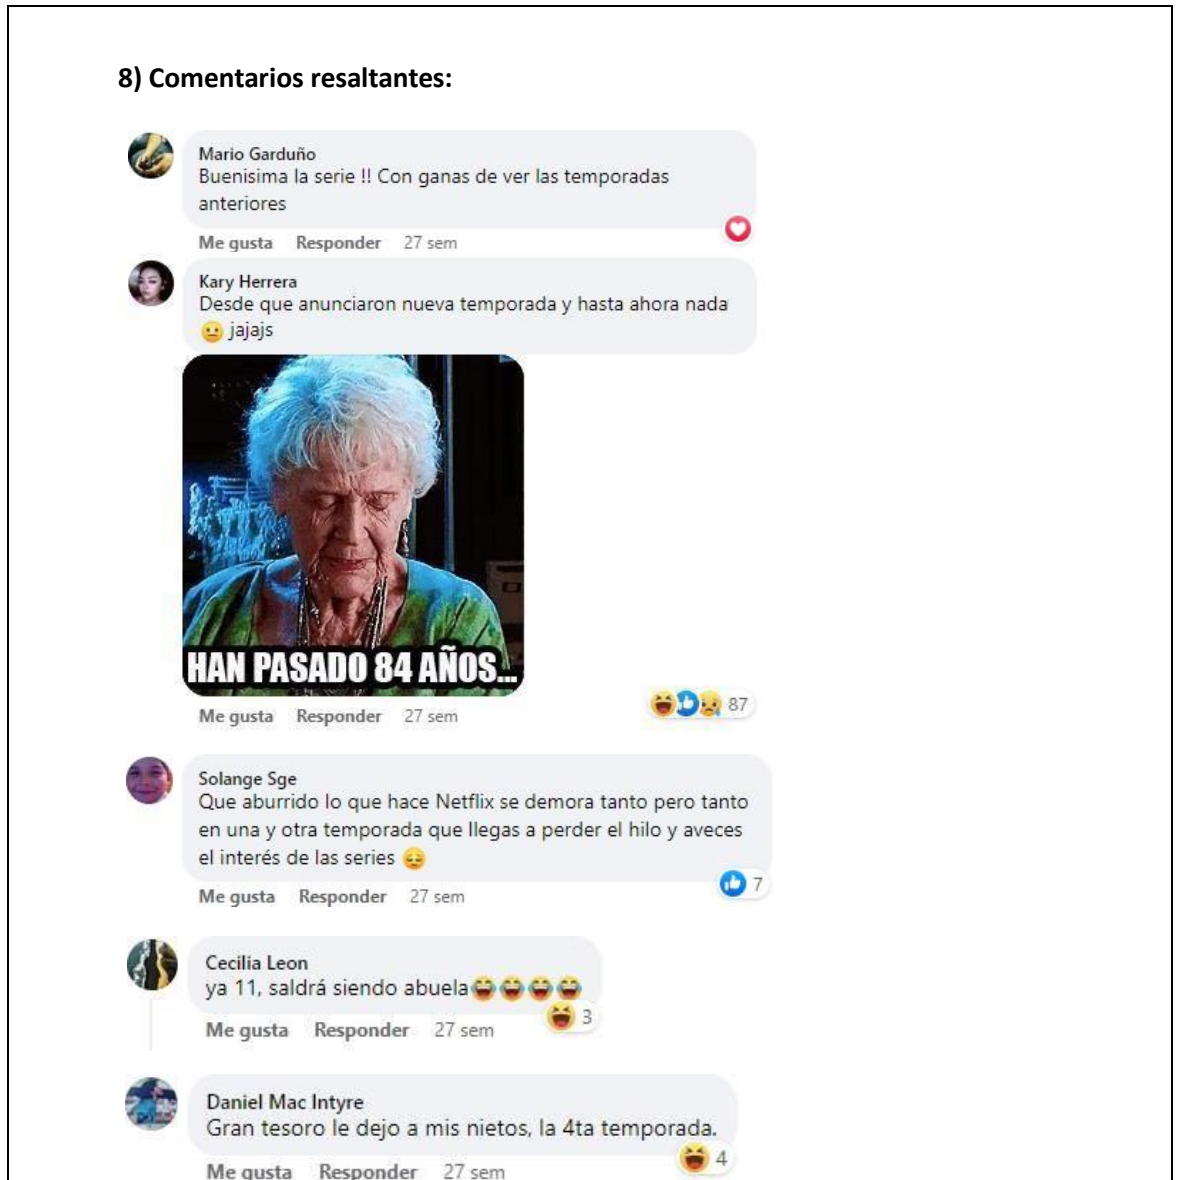 8) Comentarios resaltantes:
Mario Garduño
Buenisima la serie !! Con ganas de ver las temporadas
anteriores
Me gusta Responder 27 sem
Kary Herrera
Desde que anunciaron nueva temporada y hasta ahora nada
😐 jajajs
HAN PASADO 84 AÑOS...
Me gusta Responder 27 sem
87
Solange Sge
Que aburrido lo que hace Netflix se demora tanto pero tanto
en una y otra temporada que llegas a perder el hilo y aveces
el interés de las series 😔
7
Me gusta Responder 27 sem
Cecilia Leon
ya 11, saldrá siendo abuela😂😂😂😂
3
Me gusta Responder 27 sem
Daniel Mac Intyre
Gran tesoro le dejo a mis nietos, la 4ta temporada.
4
Me gusta Responder 27 sem